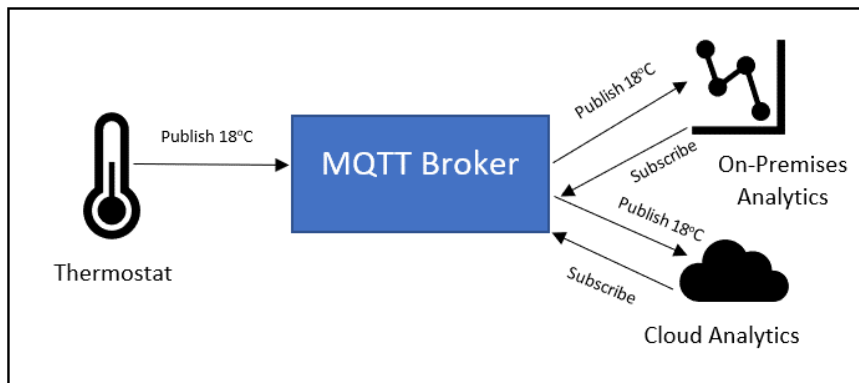 Publish 18°C
Thermostat
MQTT Broker
Publish 18°C
Subscribe
On-Premises
Analytics
Publish 18°C
Subscribe
Cloud Analytics